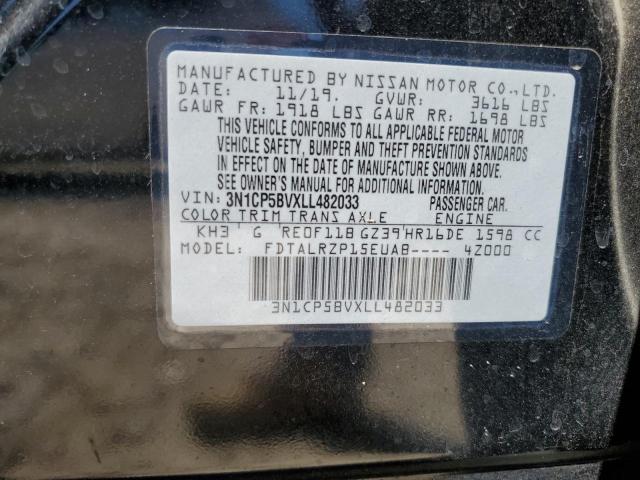 MANUFACTURED BY NISSAN MOTOR CO.,LTD.
DATE: 11/19. GVWR: 3616 LBS
GAWR FR: 1918 LBS GAWR RR: 1698 LBS
THIS VEHICLE CONFORMS TO ALL APPLICABLE FEDERAL MOTOR
VEHICLE SAFETY, BUMPER AND THEFT PREVENTION STANDARDS
IN EFFECT ON THE DATE OF MANUFACTURE SHOWN ABOVE.
SEE OWNER'S MANUAL FOR ADDITIONAL INFORMATION.
VIN: 3N1CP5BVXLL482033 PASSENGER CAR.
COLOR TRIM TRANS AXLE ENGINE
KH3 G RE0F11B GZ39 HR16DE 1598 CC
MODEL: FDTALRZP15EUAB---- 4Z000
3N1CP5BVXLL482033